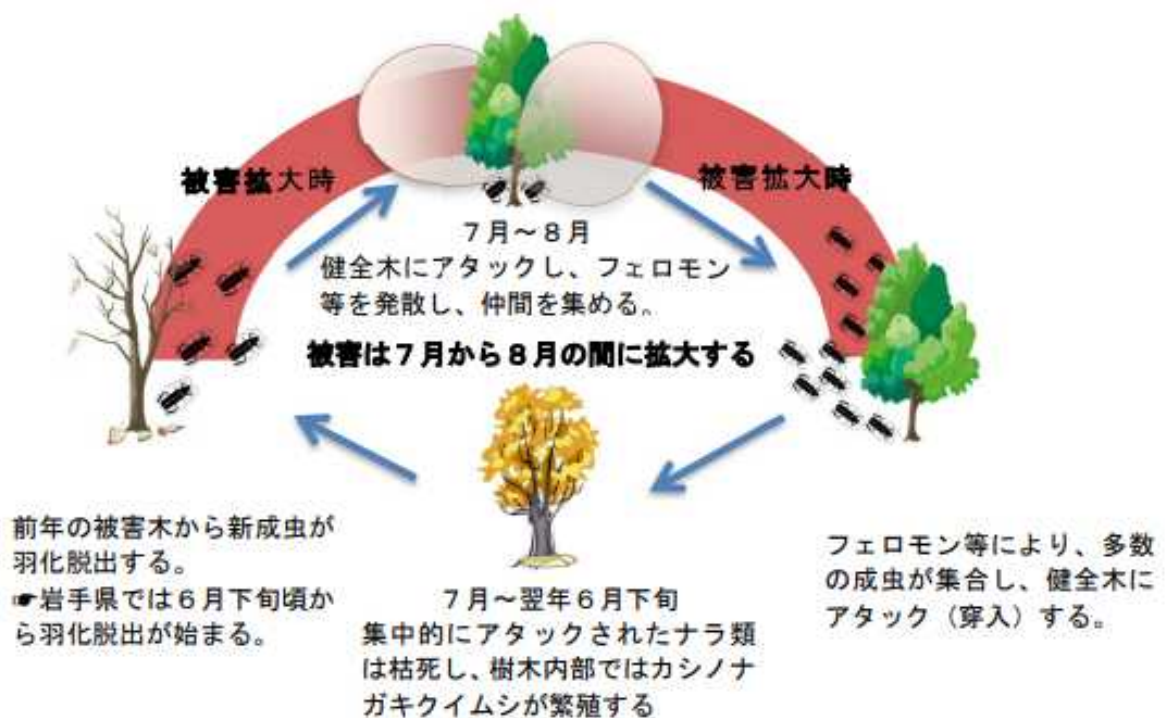 被害拡大時
被害拡大時
7月～8月
健全木にアタックし、フェロモン
等を発散し、仲間を集める。
被害は7月から8月の間に拡大する
前年の被害木から新成虫が
羽化脱出する。
☛岩手県では6月下旬頃か
ら羽化脱出が始まる。
7月～翌年6月下旬
集中的にアタックされたナラ類
は枯死し、樹木内部ではカシノナ
ガキクイムシが繁殖する
フェロモン等により、多数
の成虫が集合し、健全木に
アタック（穿入）する。